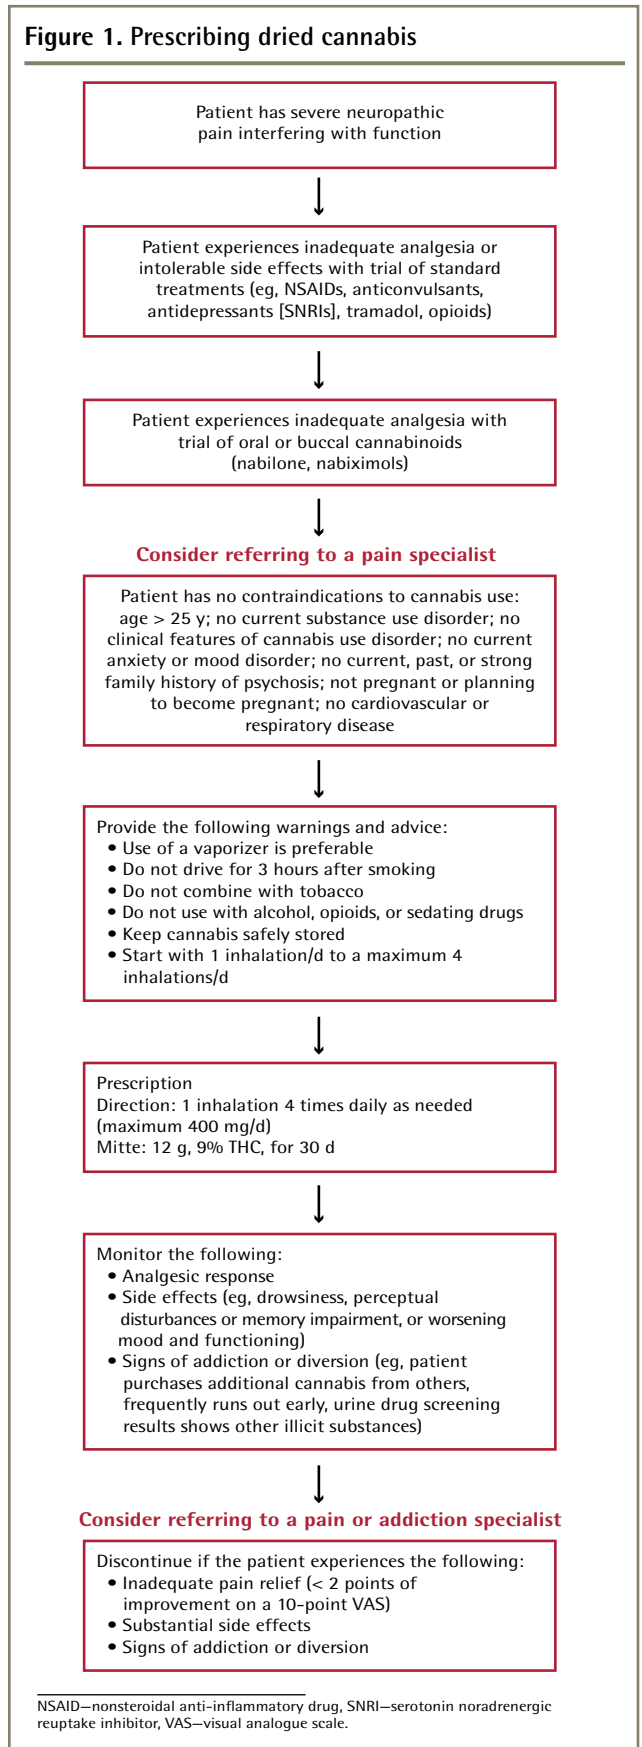 Figure 1. Prescribing dried cannabis
Patient has severe neuropathic
pain interfering with function
Patient experiences inadequate analgesia or
intolerable side effects with trial of standard
treatments (eg, NSAIDs, anticonvulsants,
antidepressants [SNRIs], tramadol, opioids)
Patient experiences inadequate analgesia with
trial of oral or buccal cannabinoids
(nabilone, nabiximols)
Consider referring to a pain specialist
Patient has no contraindications to cannabis use:
age > 25 y; no current substance use disorder; no
clinical features of cannabis use disorder; no current
anxiety or mood disorder; no current, past, or strong
family history of psychosis; not pregnant or planning
to become pregnant; no cardiovascular or
respiratory disease
Provide the following warnings and advice:
• Use of a vaporizer is preferable
• Do not drive for 3 hours after smoking
• Do not combine with tobacco
• Do not use with alcohol, opioids, or sedating drugs
• Keep cannabis safely stored
• Start with 1 inhalation/d to a maximum 4
inhalations/d
Prescription
Direction: 1 inhalation 4 times daily as needed
(maximum 400 mg/d)
Mitte: 12 g, 9% THC, for 30 d
Monitor the following:
• Analgesic response
• Side effects (eg, drowsiness, perceptual
disturbances or memory impairment, or worsening
mood and functioning)
• Signs of addiction or diversion (eg, patient
purchases additional cannabis from others,
frequently runs out early, urine drug screening
results shows other illicit substances)
Consider referring to a pain or addiction specialist
Discontinue if the patient experiences the following:
• Inadequate pain relief (< 2 points of
improvement on a 10-point VAS)
• Substantial side effects
• Signs of addiction or diversion
NSAID—nonsteroidal anti-inflammatory drug, SNRI—serotonin noradrenergic
reuptake inhibitor, VAS—visual analogue scale.